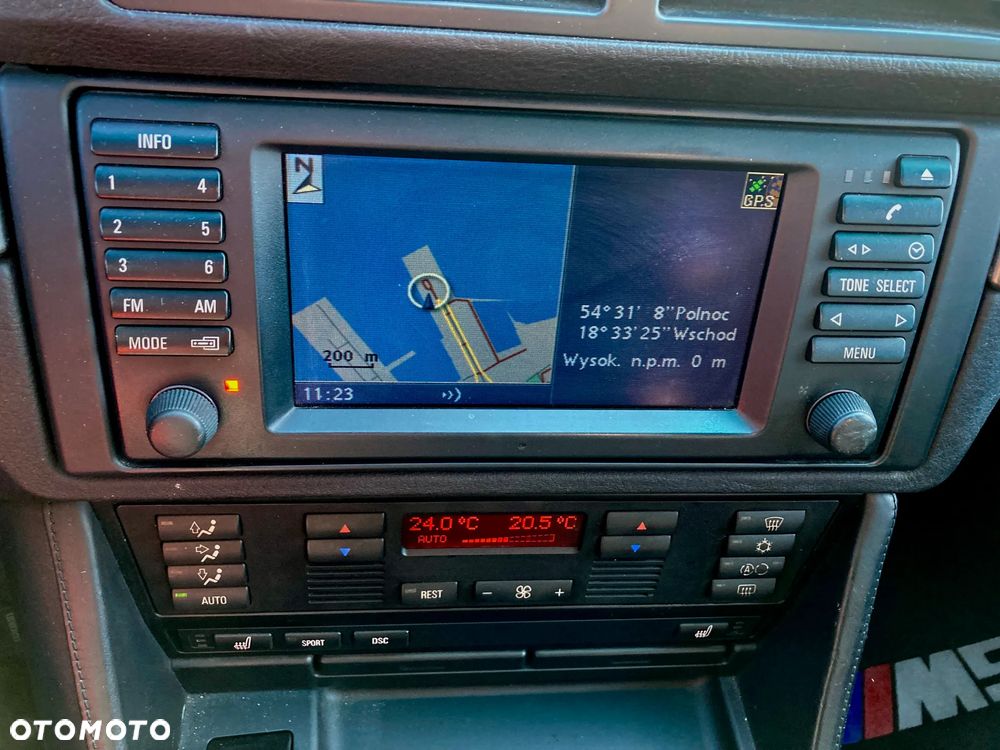 INFO
1 4
2 5
3 6
FM AM
MODE
N
GPS
54°31' 8"Polnoc
18°33'25"Wschod
Wysok. n.p.m. 0 m
200 m
11:23
TONE SELECT
MENU
24.0°C 20.5°C
AUTO
AUTO
REST
- +
A
SPORT
DSC
M5
OTOMOTO